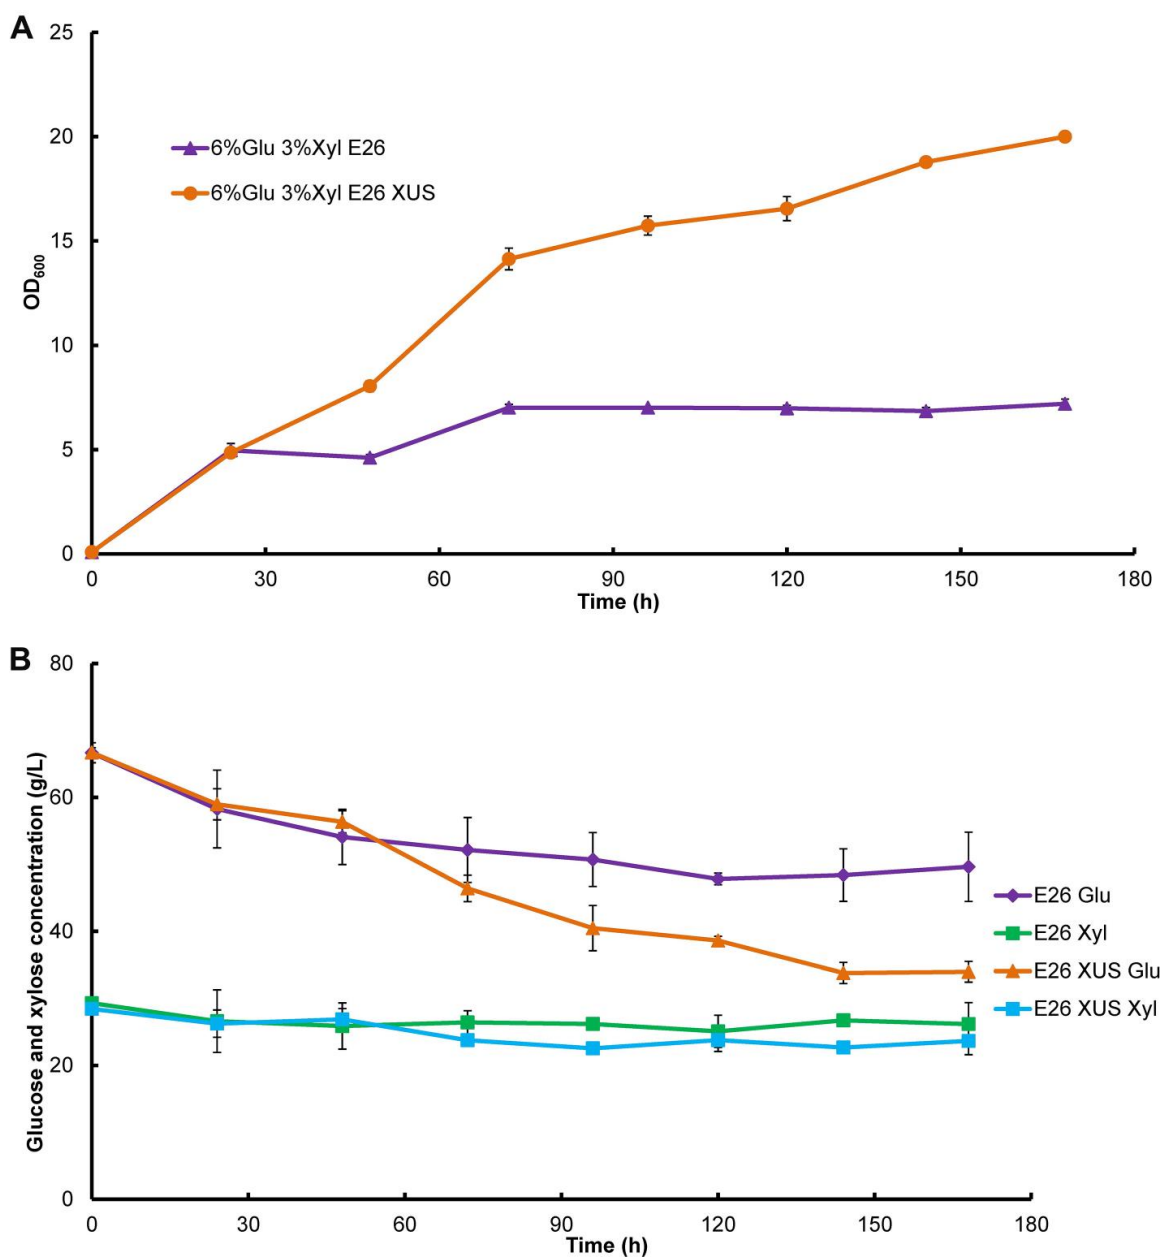 A
25
20
15
10
5
0
OD600
6%Glu 3%Xyl E26
6%Glu 3%Xyl E26 XUS
0 30 60 90 120 150 180
Time (h)
B
80
60
40
20
0
Glucose and xylose concentration (g/L)
E26 Glu
E26 Xyl
E26 XUS Glu
E26 XUS Xyl
0 30 60 90 120 150 180
Time (h)